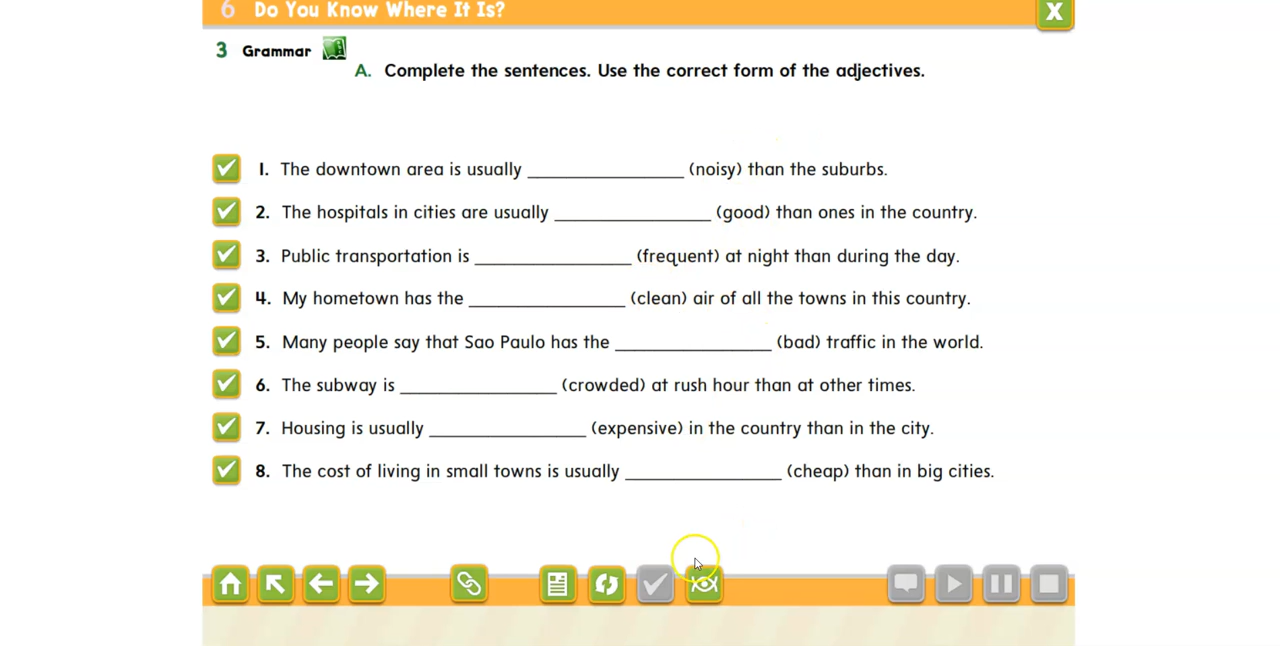 6 Do You Know Where It Is?
X
3 Grammar
A. Complete the sentences. Use the correct form of the adjectives.
1. The downtown area is usually ________________ (noisy) than the suburbs.
2. The hospitals in cities are usually ________________ (good) than ones in the country.
3. Public transportation is ________________ (frequent) at night than during the day.
4. My hometown has the ________________ (clean) air of all the towns in this country.
5. Many people say that Sao Paulo has the ________________ (bad) traffic in the world.
6. The subway is ________________ (crowded) at rush hour than at other times.
7. Housing is usually ________________ (expensive) in the country than in the city.
8. The cost of living in small towns is usually ________________ (cheap) than in big cities.